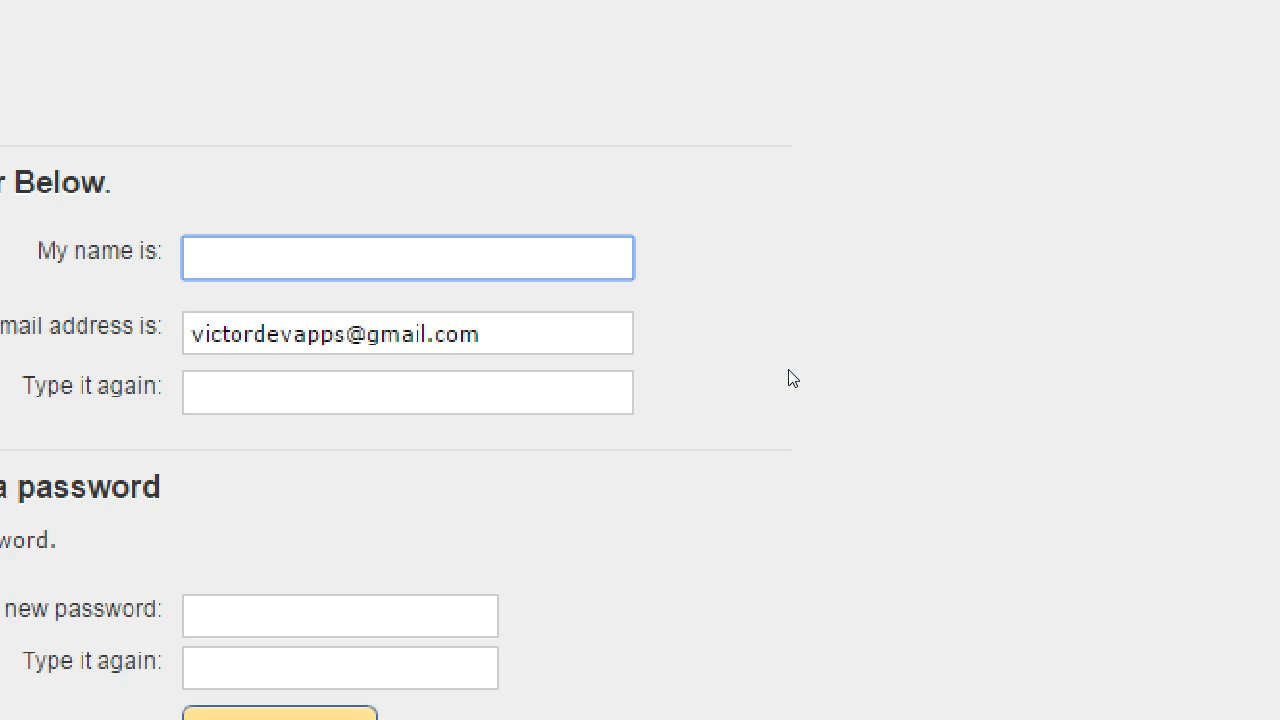 r Below.
My name is:
mail address is: victordevapps@gmail.com
Type it again:
a password
word.
new password:
Type it again: